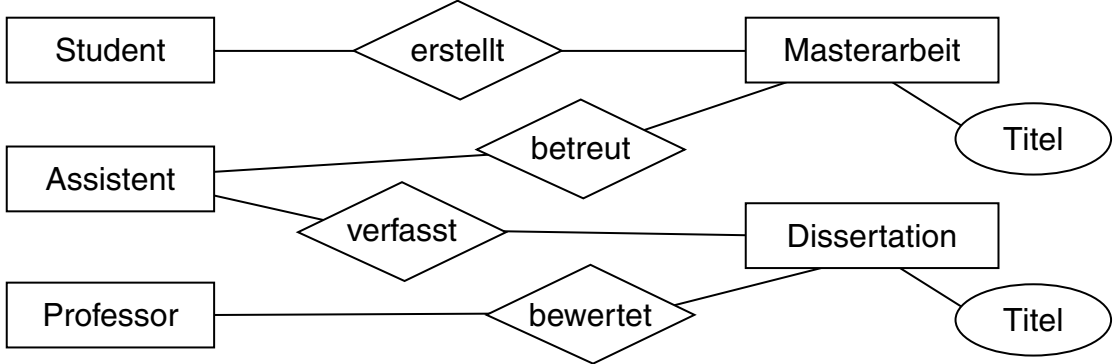 Student
erstellt
Masterarbeit
Titel
Assistent
betreut
verfasst
Dissertation
Professor
bewertet
Titel